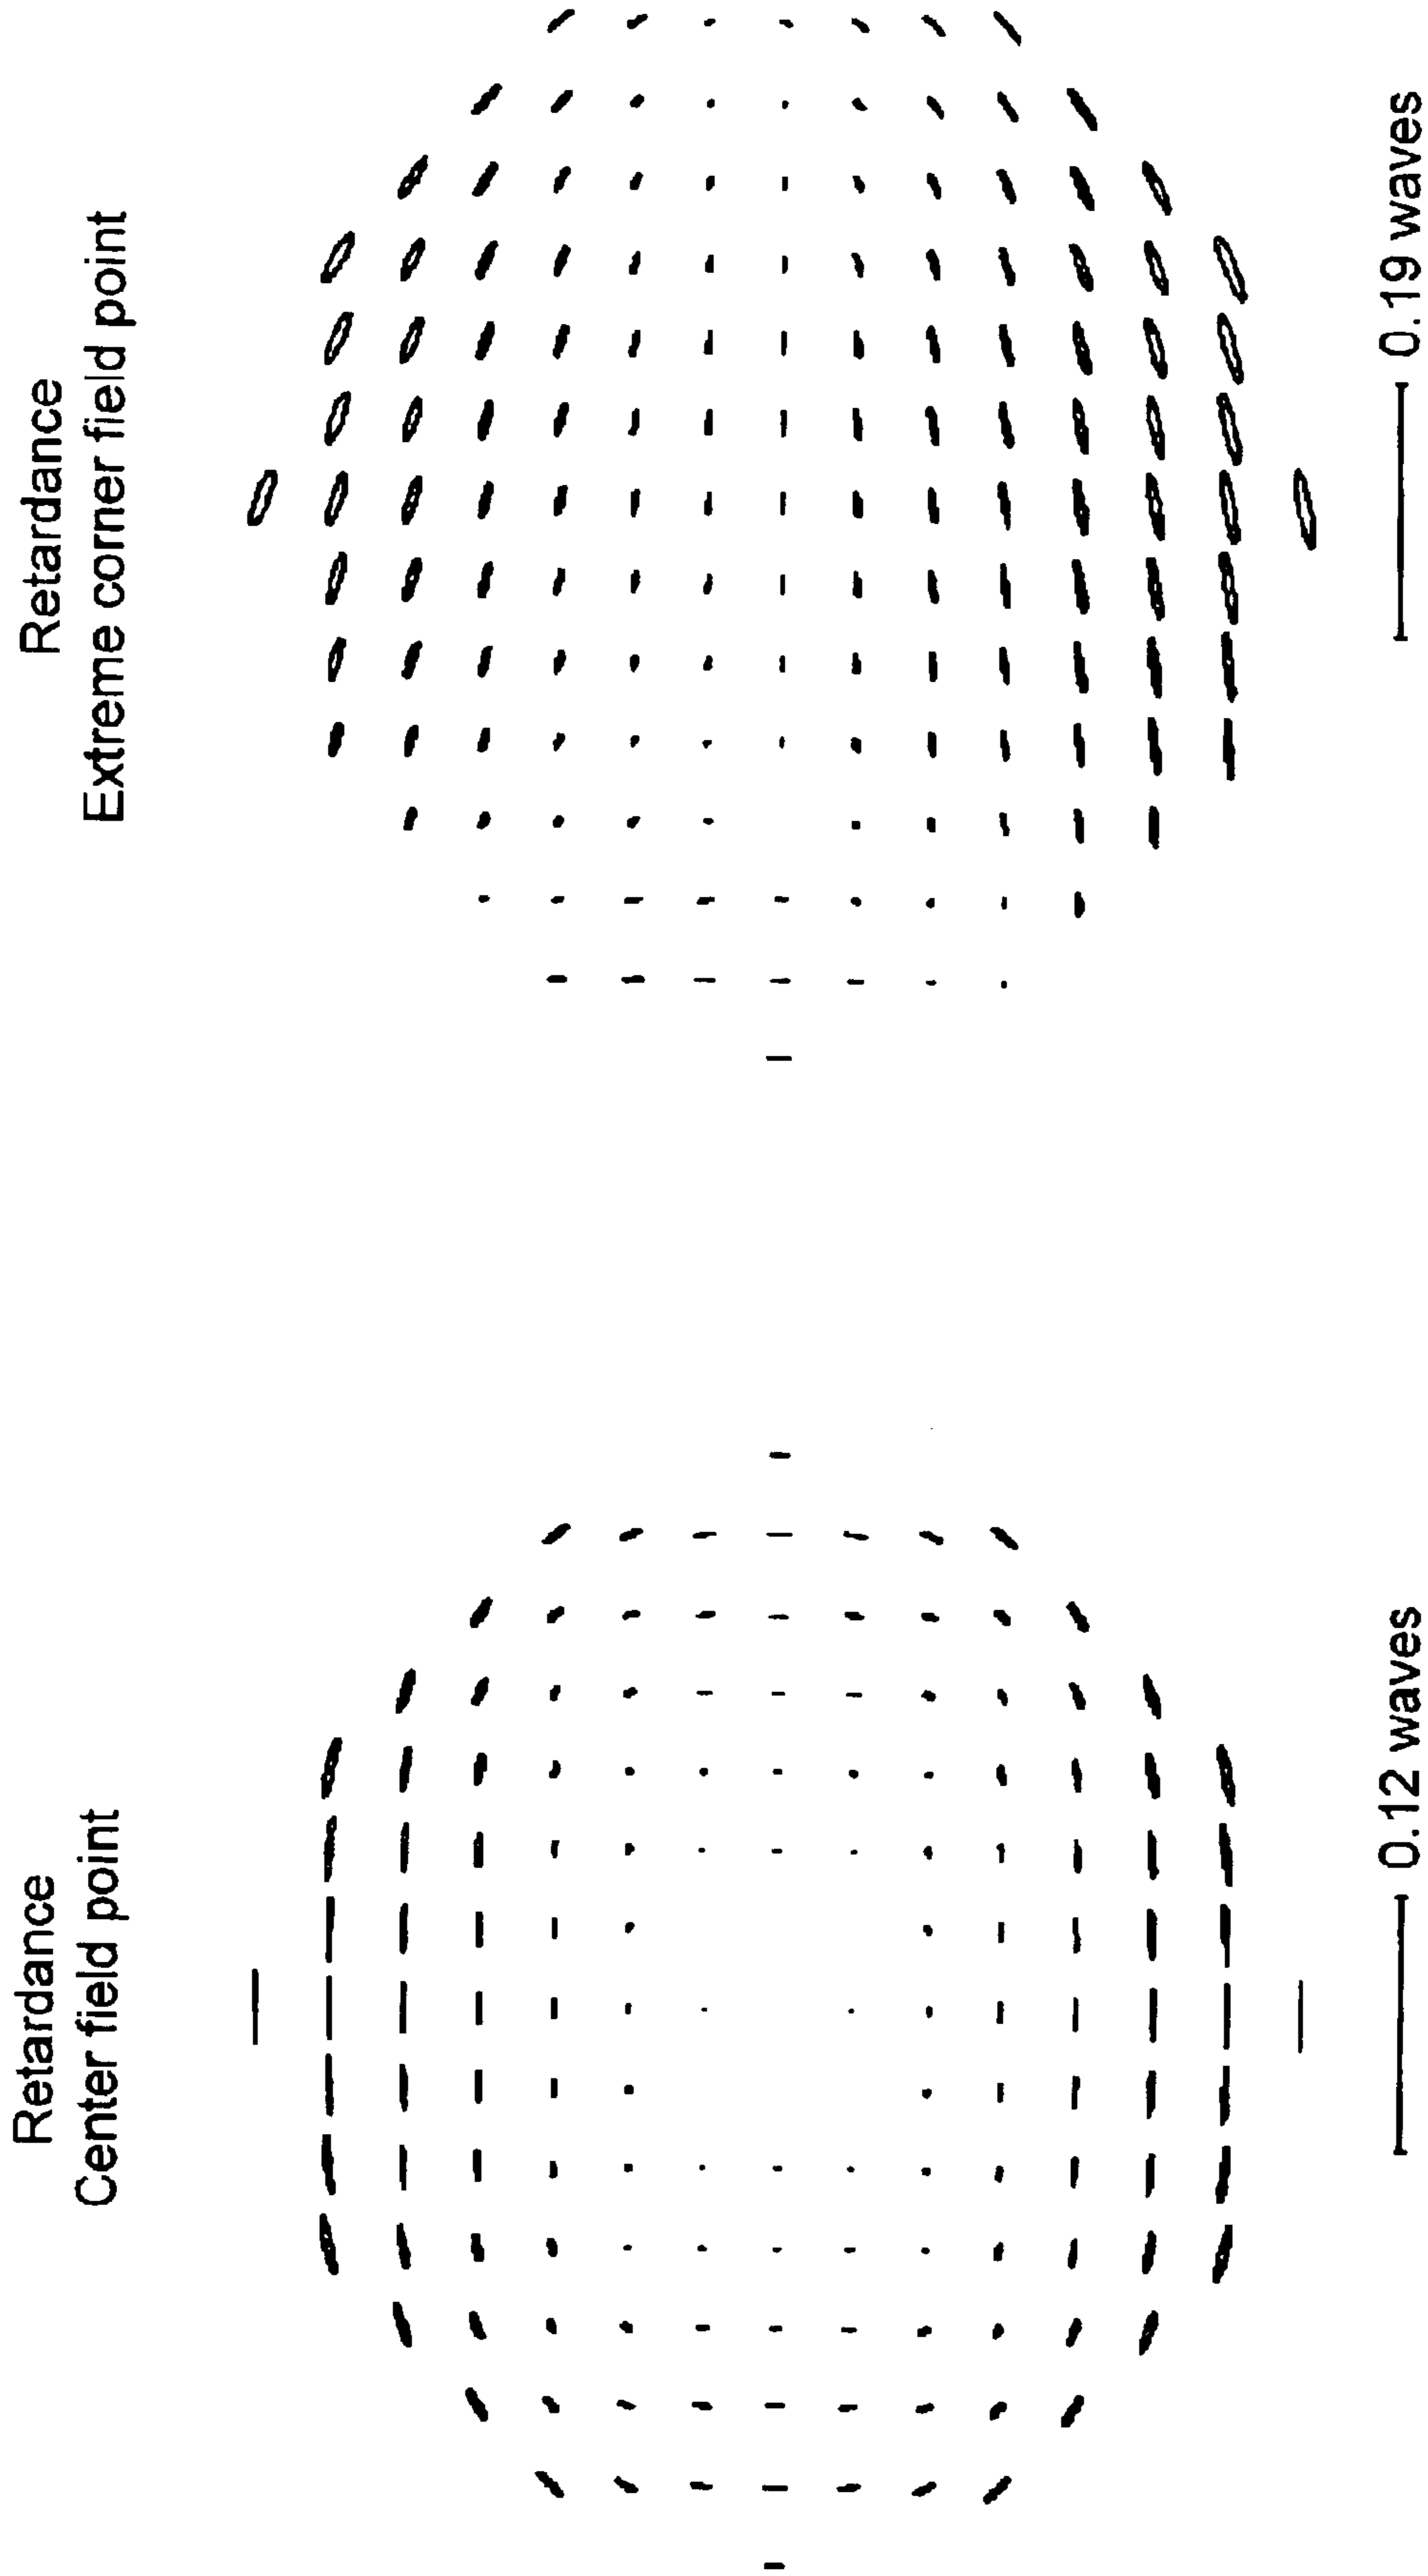 Retardance
Center field point
0.12 waves
Retardance
Extreme corner field point
0.19 waves